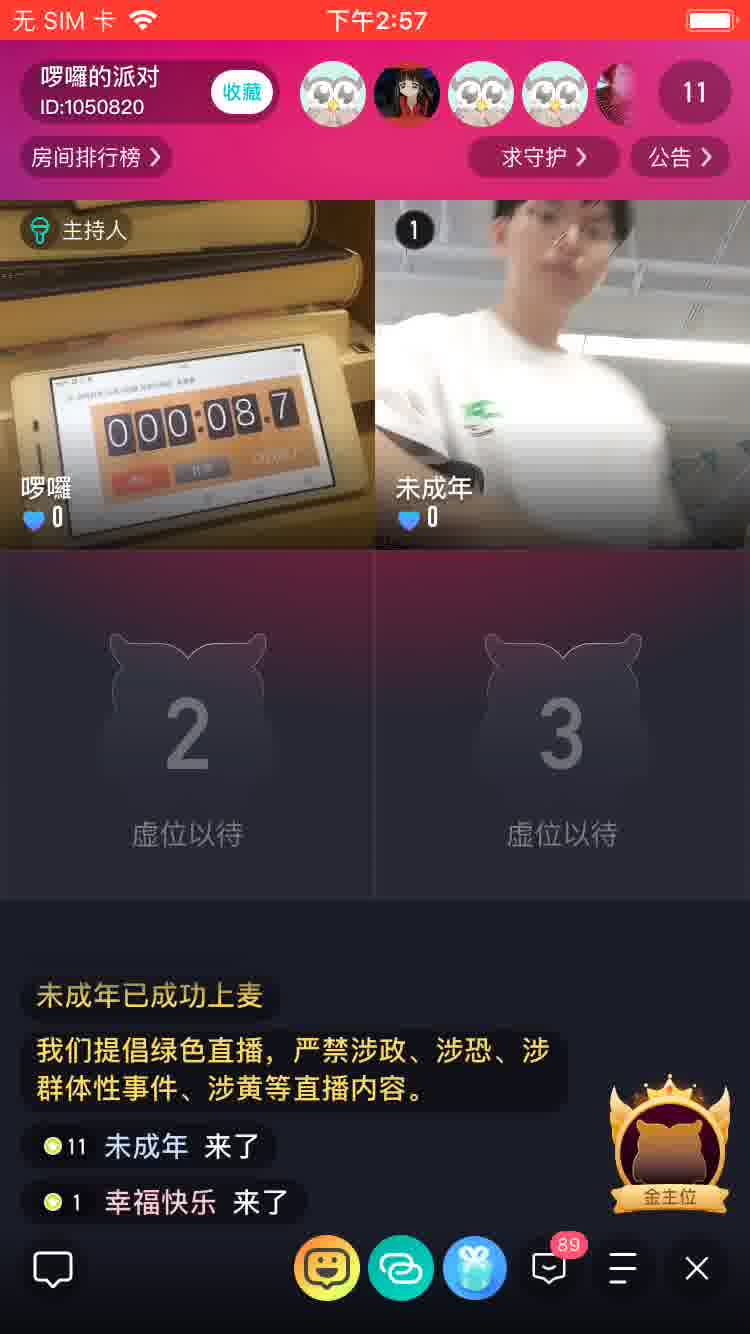 无 SIM 卡
下午2:57
啰囉的派对
ID:1050820
收藏
11
房间排行榜
求守护
公告
主持人
1
000:08.7
啰囉
0
未成年
0
2
虚位以待
3
虚位以待
未成年已成功上麦
我们提倡绿色直播，严禁涉政、涉恐、涉
群体性事件、涉黄等直播内容。
11 未成年 来了
1 幸福快乐 来了
金主位
89